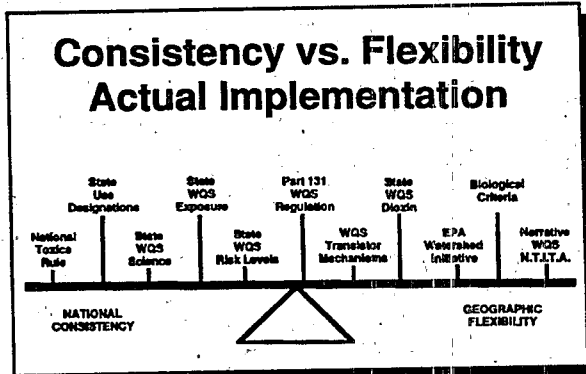 Consistency vs. Flexibility
Actual Implementation
State
Use
Designations
State
WQS
Exposure
Part 131
WQS
Regulation
State
WQS
Dioxin
Biological
Criteria
National
Toxics
Rule
State
WQS
Science
State
WQS
Risk Levels
WQS
Translator
Mechanisms
EPA
Watershed
Initiative
Narrative
WQS
N.T.I.T.A.
NATIONAL
CONSISTENCY
GEOGRAPHIC
FLEXIBILITY